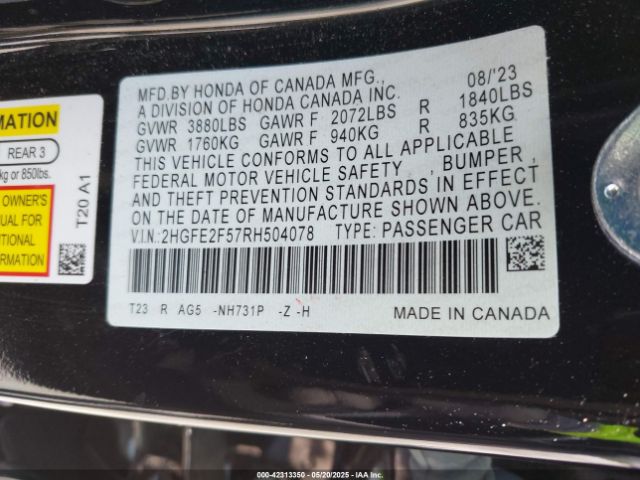 MFD.BY HONDA OF CANADA MFG., 08/'23
A DIVISION OF HONDA CANADA INC.
GVWR 3880LBS GAWR F 2072LBS R 1840LBS
GVWR 1760KG GAWR F 940KG R 835KG
THIS VEHICLE CONFORMS TO ALL APPLICABLE
FEDERAL MOTOR VEHICLE SAFETY , BUMPER ,
AND THEFT PREVENTION STANDARDS IN EFFECT
ON THE DATE OF MANUFACTURE SHOWN ABOVE.
V.I.N.: 2HGFE2F57RH504078 TYPE: PASSENGER CAR
T23 R AG5 -NH731P -Z -H MADE IN CANADA
MATION
REAR 3
kg or 850lbs.
OWNER'S
UAL FOR
TIONAL
RMATION
T20 A1
000-42313350 | 05/20/2025 | IAA Holdings, LLC